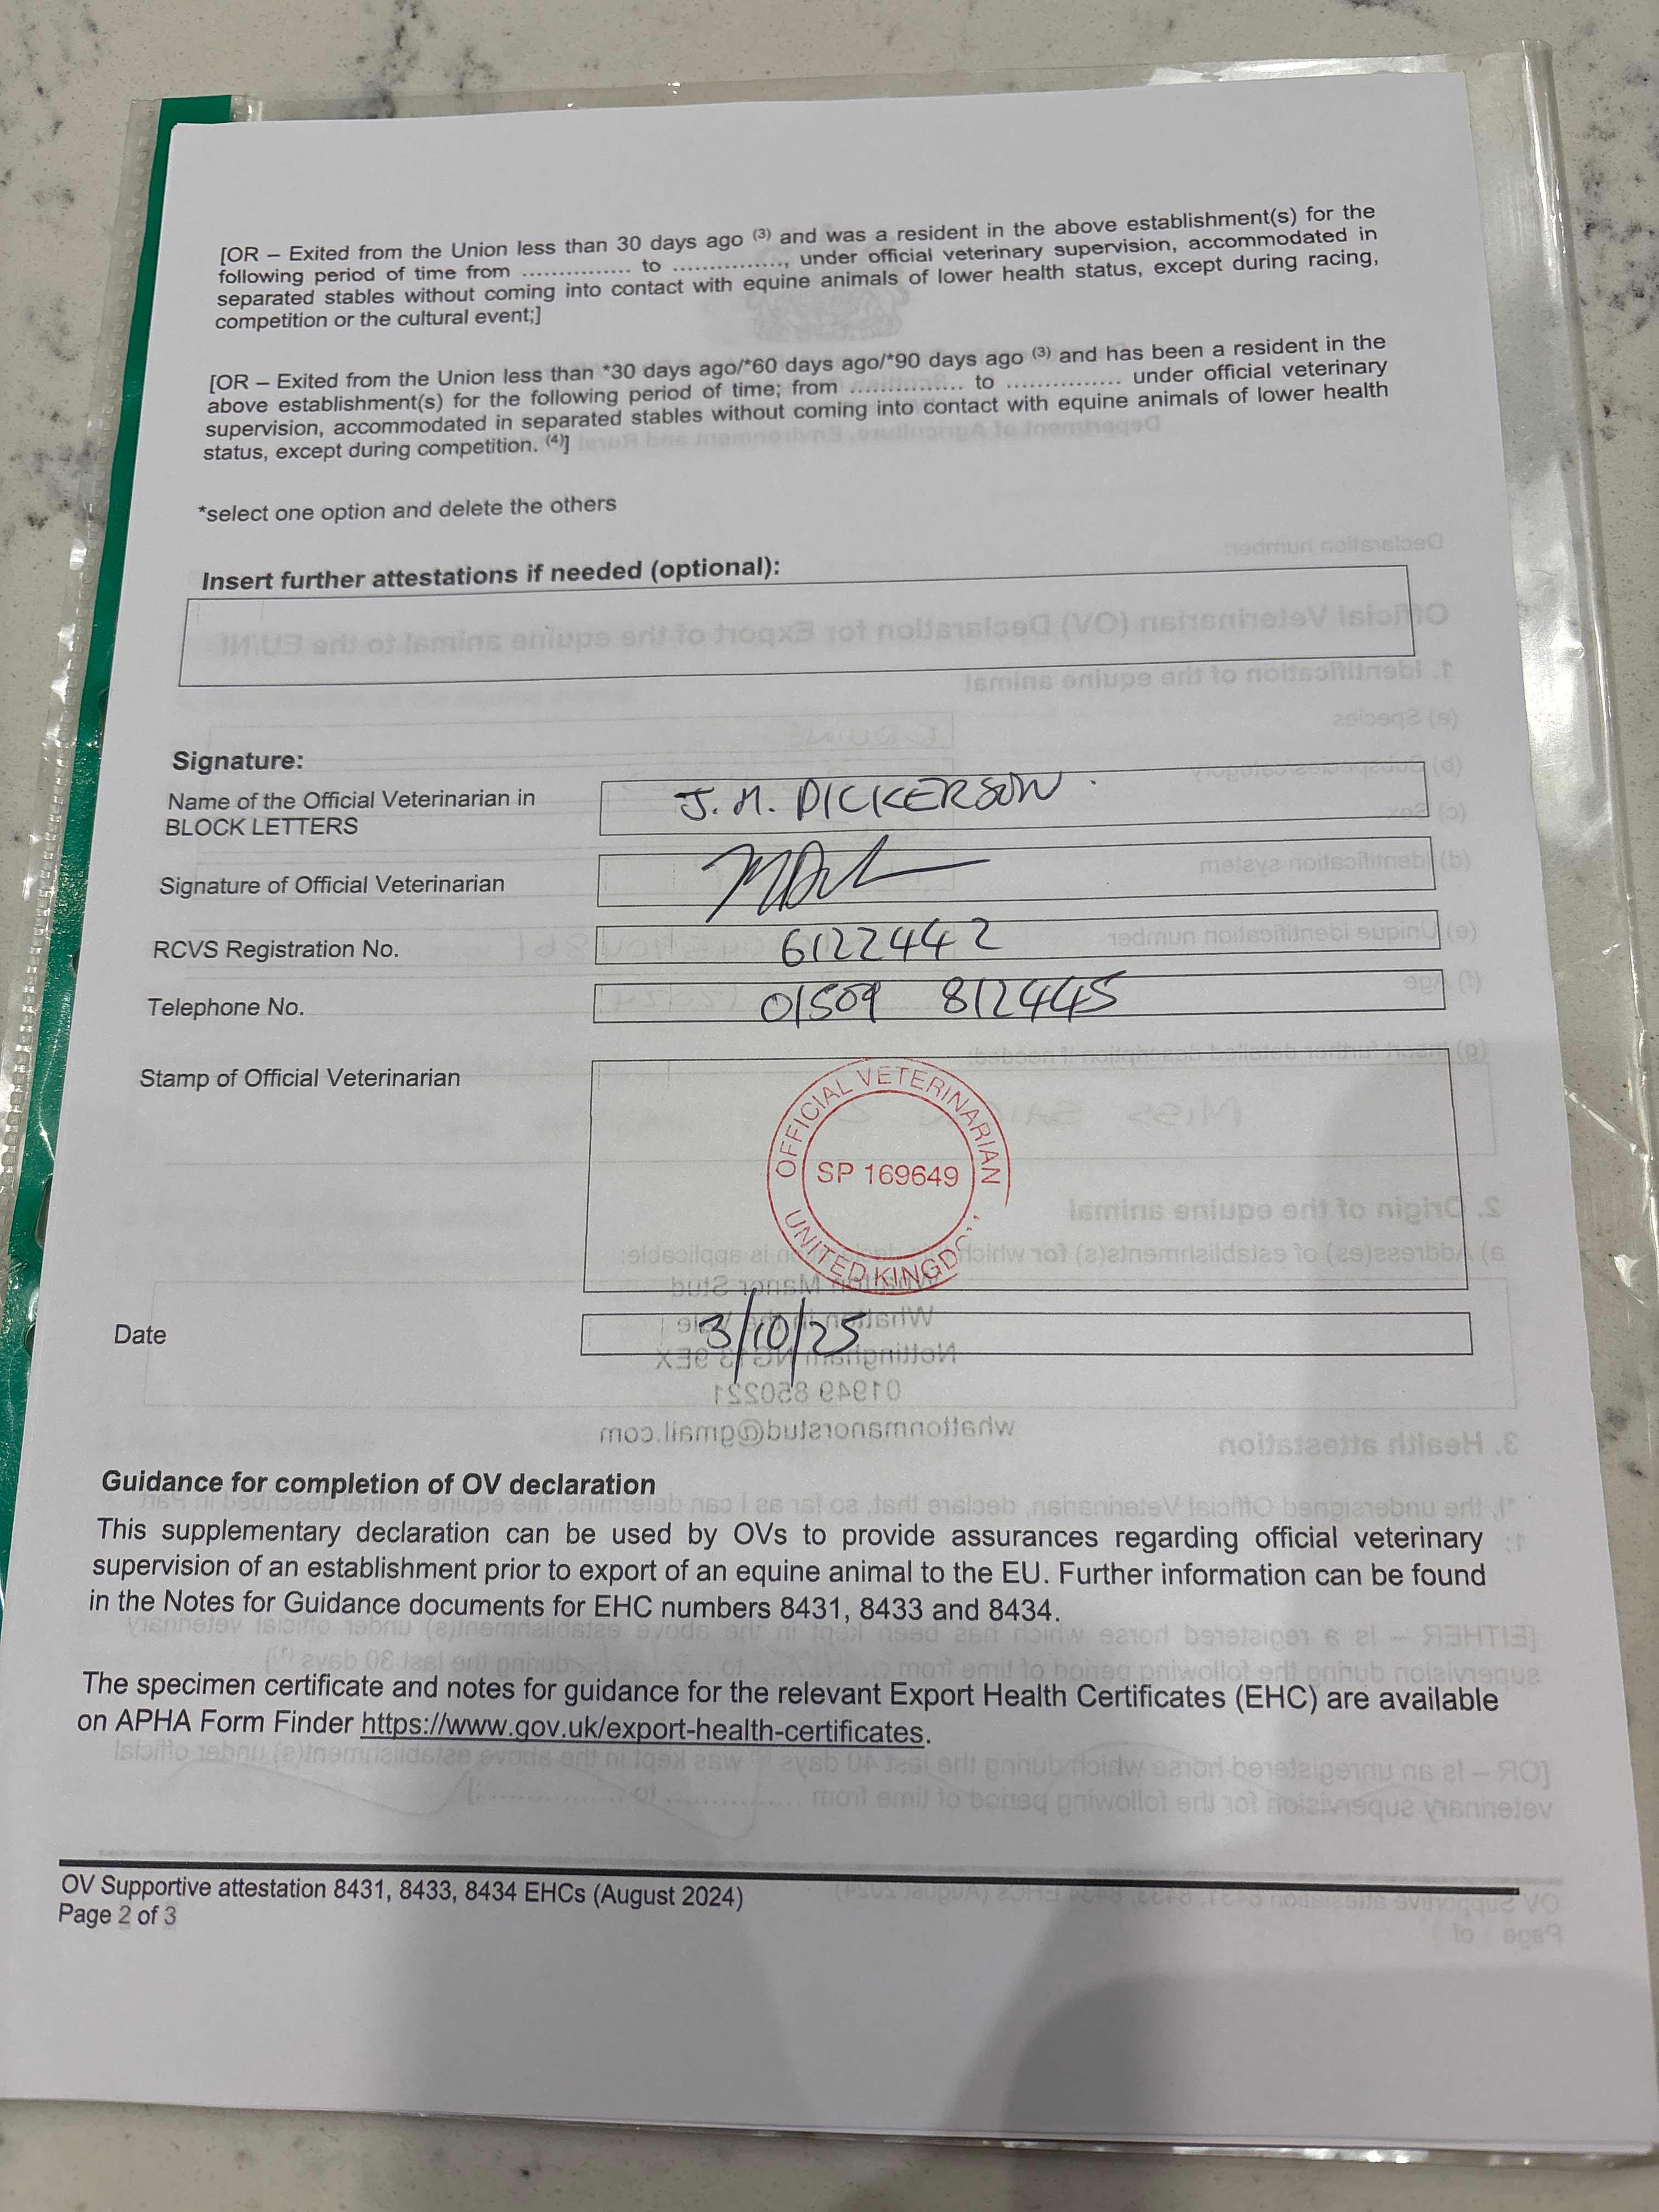 [OR – Exited from the Union less than 30 days ago (3) and was a resident in the above establishment(s) for the
following period of time from ............... to ..............., under official veterinary supervision, accommodated in
separated stables without coming into contact with equine animals of lower health status, except during racing,
competition or the cultural event;]
[OR – Exited from the Union less than *30 days ago/*60 days ago/*90 days ago (3) and has been a resident in the
above establishment(s) for the following period of time; from ............... to ............... under official veterinary
supervision, accommodated in separated stables without coming into contact with equine animals of lower health
status, except during competition. (4)]
*select one option and delete the others
Insert further attestations if needed (optional):
Signature:
Name of the Official Veterinarian in
BLOCK LETTERS
J. M. DICKERSON
Signature of Official Veterinarian
RCVS Registration No. 6122442
Telephone No. 01509 812445
Stamp of Official Veterinarian
OFFICIAL VETERINARIAN
SP 169649
UNITED KINGDO
Date 3/10/25
Guidance for completion of OV declaration
This supplementary declaration can be used by OVs to provide assurances regarding official veterinary
supervision of an establishment prior to export of an equine animal to the EU. Further information can be found
in the Notes for Guidance documents for EHC numbers 8431, 8433 and 8434.
The specimen certificate and notes for guidance for the relevant Export Health Certificates (EHC) are available
on APHA Form Finder https://www.gov.uk/export-health-certificates.
OV Supportive attestation 8431, 8433, 8434 EHCs (August 2024)
Page 2 of 3